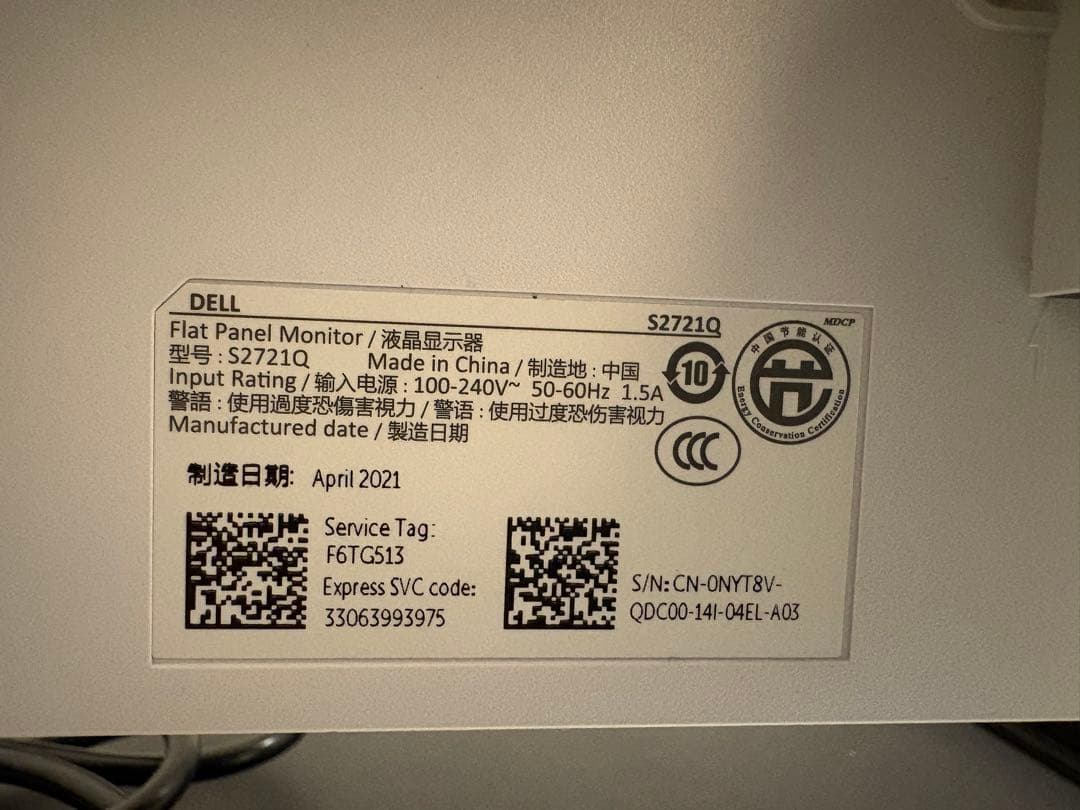 DELL
S2721Q
Flat Panel Monitor / 液晶显示器
型号 : S2721Q Made in China / 制造地 : 中国
Input Rating / 输入电源 : 100-240V~ 50-60Hz 1.5A
警語 : 使用過度恐傷害視力 / 警语 : 使用过度恐伤害视力
Manufactured date / 製造日期
10
MDCP
中国节能认证
Energy Conservation Certification
CCC
制造日期: April 2021
Service Tag:
F6TG513
Express SVC code:
33063993975
S/N: CN-0NYT8V-
QDC00-14I-04EL-A03